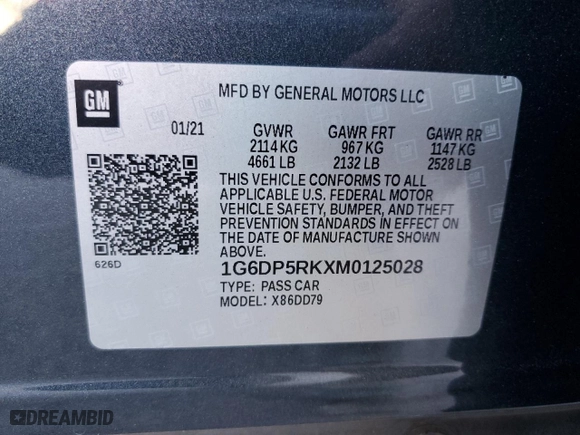 GM
MFD BY GENERAL MOTORS LLC
01/21 GVWR GAWR FRT GAWR RR
2114 KG 967 KG 1147 KG
4661 LB 2132 LB 2528 LB
THIS VEHICLE CONFORMS TO ALL
APPLICABLE U.S. FEDERAL MOTOR
VEHICLE SAFETY, BUMPER, AND THEFT
PREVENTION STANDARDS IN EFFECT ON
THE DATE OF MANUFACTURE SHOWN
ABOVE.
626D
1G6DP5RKXM0125028
TYPE: PASS CAR
MODEL: X86DD79
DREAMBID